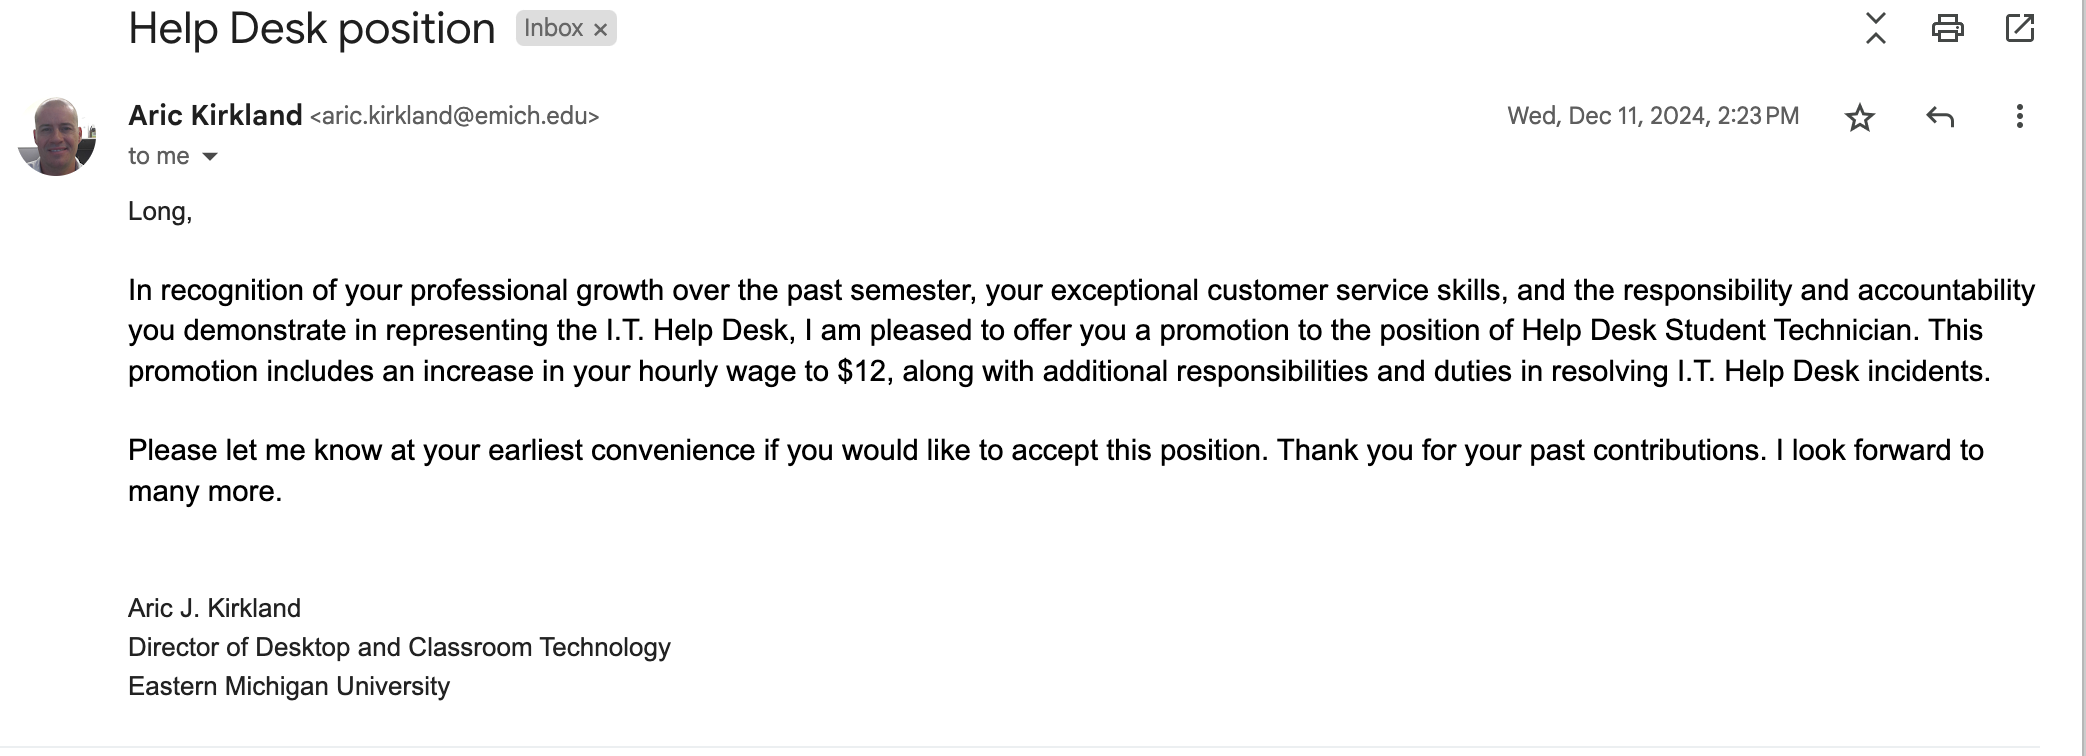 Help Desk position Inbox ×
Aric Kirkland <aric.kirkland@emich.edu> Wed, Dec 11, 2024, 2:23 PM
to me
Long,
In recognition of your professional growth over the past semester, your exceptional customer service skills, and the responsibility and accountability
you demonstrate in representing the I.T. Help Desk, I am pleased to offer you a promotion to the position of Help Desk Student Technician. This
promotion includes an increase in your hourly wage to $12, along with additional responsibilities and duties in resolving I.T. Help Desk incidents.
Please let me know at your earliest convenience if you would like to accept this position. Thank you for your past contributions. I look forward to
many more.
Aric J. Kirkland
Director of Desktop and Classroom Technology
Eastern Michigan University